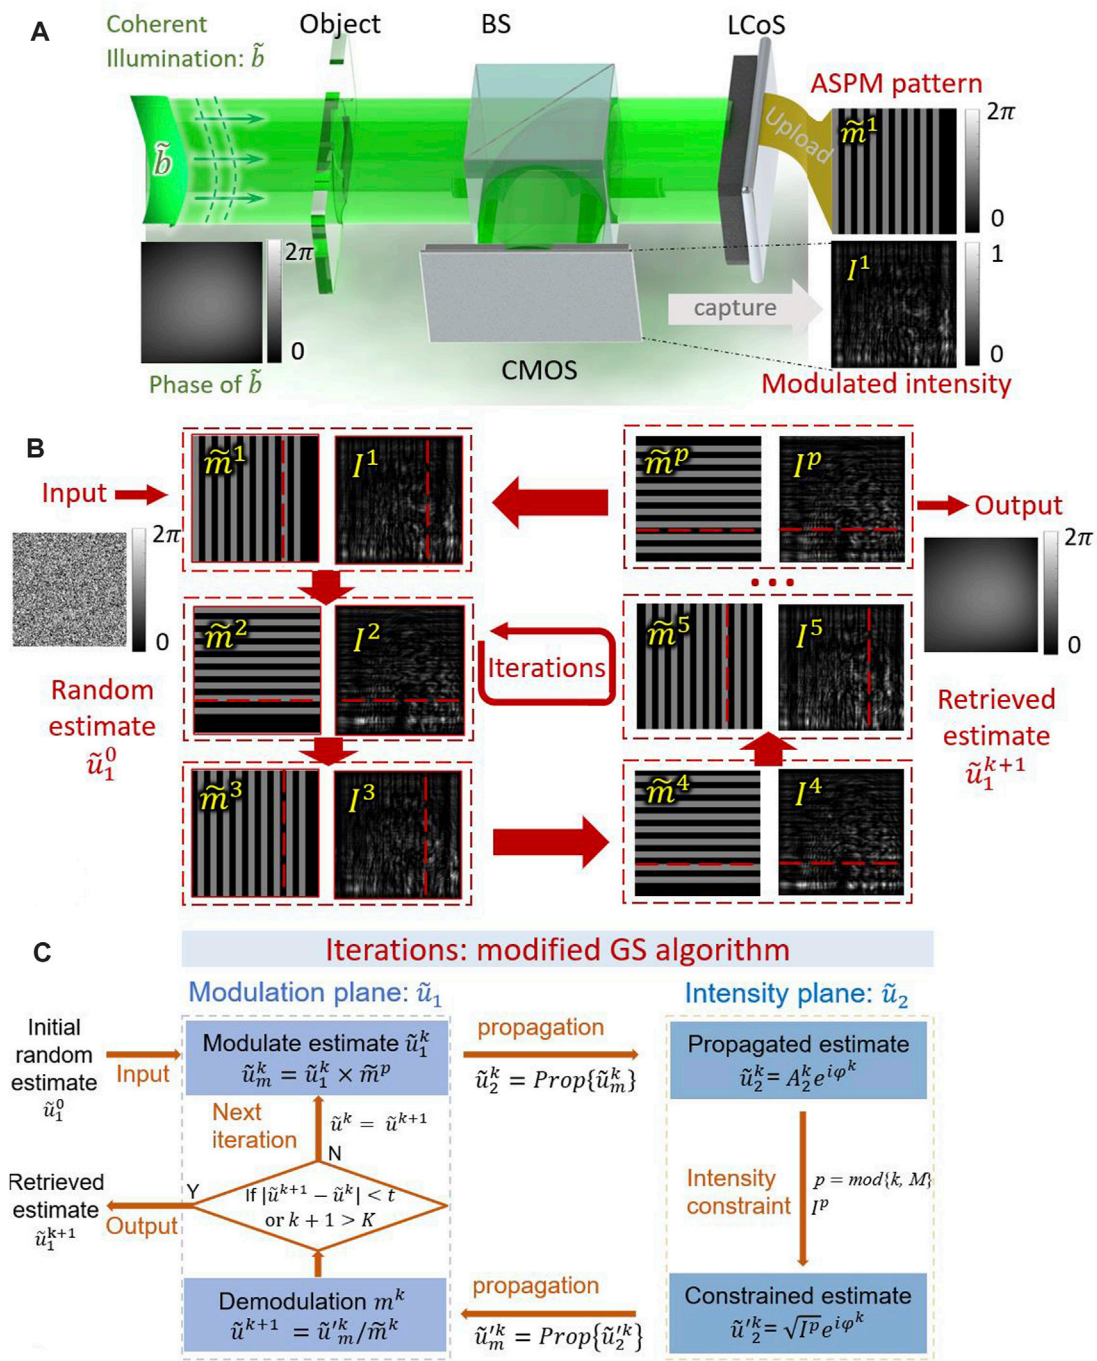 A
Coherent
Illumination: b̃
Object
BS
LCoS
ASPM pattern
b̃
Upload
m̃¹
2π
0
2π
0
Phase of b̃
I¹
1
0
capture
CMOS
Modulated intensity
B
Input
2π
0
Random
estimate
ũ₁⁰
m̃¹
I¹
m̃²
I²
m̃³
I³
Iterations
m̃ᵖ
Iᵖ
...
m̃⁵
I⁵
m̃⁴
I⁴
Output
2π
0
Retrieved
estimate
ũ₁ᵏ⁺¹
C
Iterations: modified GS algorithm
Modulation plane: ũ₁
Intensity plane: ũ₂
Initial
random
estimate
ũ₁⁰
Input
Modulate estimate ũ₁ᵏ
ũₘᵏ = ũ₁ᵏ × m̃ᵖ
propagation
ũ₂ᵏ = Prop{ũₘᵏ}
Propagated estimate
ũ₂ᵏ = A₂ᵏe^{iφᵏ}
Next
iteration
ũᵏ = ũᵏ⁺¹
N
Intensity
constraint
p = mod{k, M}
Iᵖ
Y
If |ũᵏ⁺¹ − ũᵏ| < t
or k + 1 > K
Retrieved
estimate
ũ₁ᵏ⁺¹
Output
Demodulation mᵏ
ũᵏ⁺¹ = ũ′ₘᵏ/m̃ᵏ
propagation
ũ′ₘᵏ = Prop{ũ′₂ᵏ}
Constrained estimate
ũ′₂ᵏ = √Iᵖe^{iφᵏ}